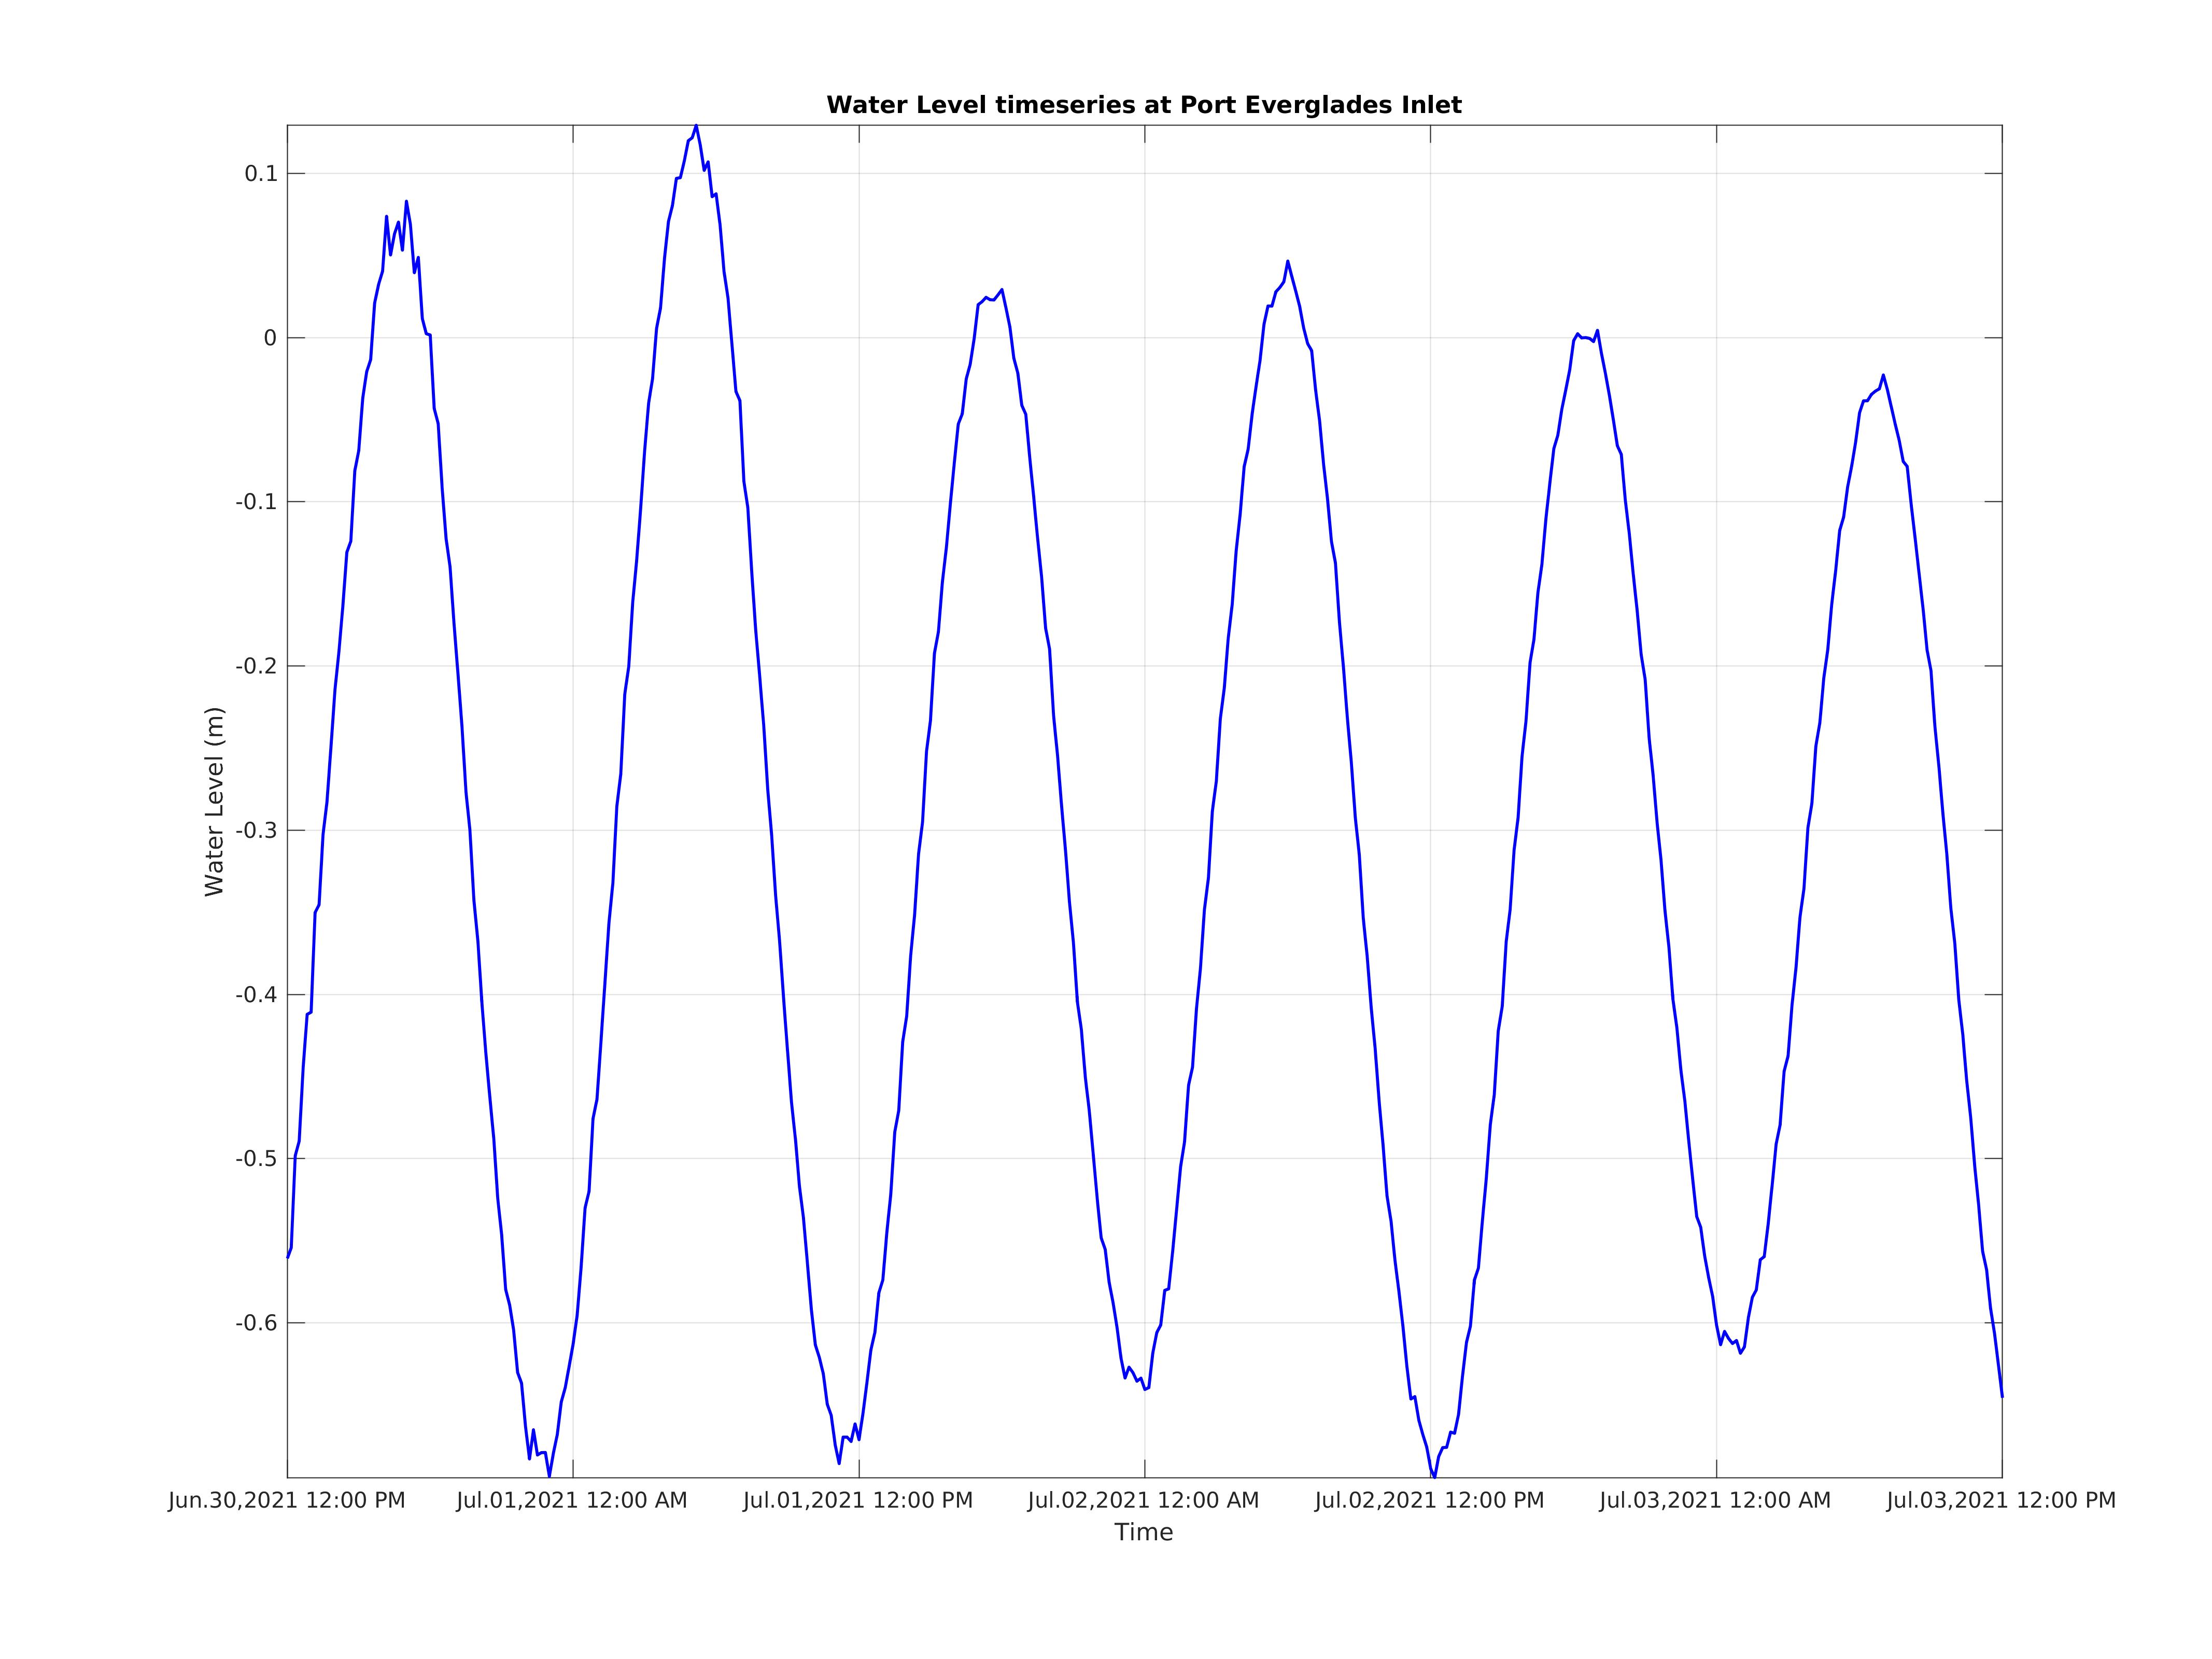 Water Level timeseries at Port Everglades Inlet
0.1
0
-0.1
-0.2
-0.3
-0.4
-0.5
-0.6
Water Level (m)
Jun.30,2021 12:00 PM
Jul.01,2021 12:00 AM
Jul.01,2021 12:00 PM
Jul.02,2021 12:00 AM
Jul.02,2021 12:00 PM
Jul.03,2021 12:00 AM
Jul.03,2021 12:00 PM
Time